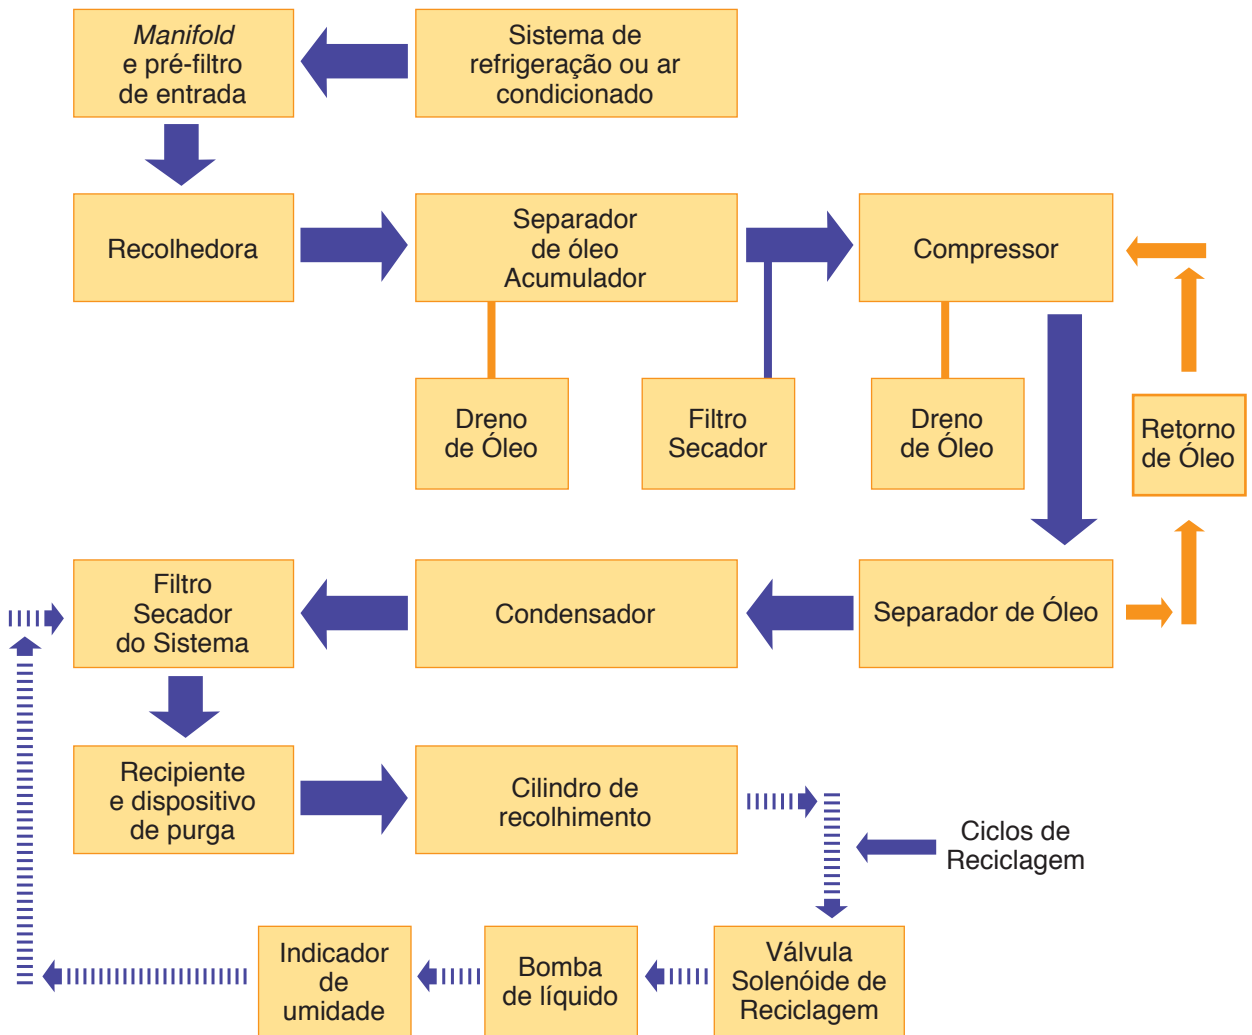 Manifold
e pré-filtro
de entrada
Sistema de
refrigeração ou ar
condicionado
Recolhedora
Separador
de óleo
Acumulador
Compressor
Dreno
de Óleo
Filtro
Secador
Dreno
de Óleo
Retorno
de Óleo
Filtro
Secador
do Sistema
Condensador
Separador de Óleo
Recipiente
e dispositivo
de purga
Cilindro de
recolhimento
Ciclos de
Reciclagem
Indicador
de
umidade
Bomba
de líquido
Válvula
Solenóide de
Reciclagem